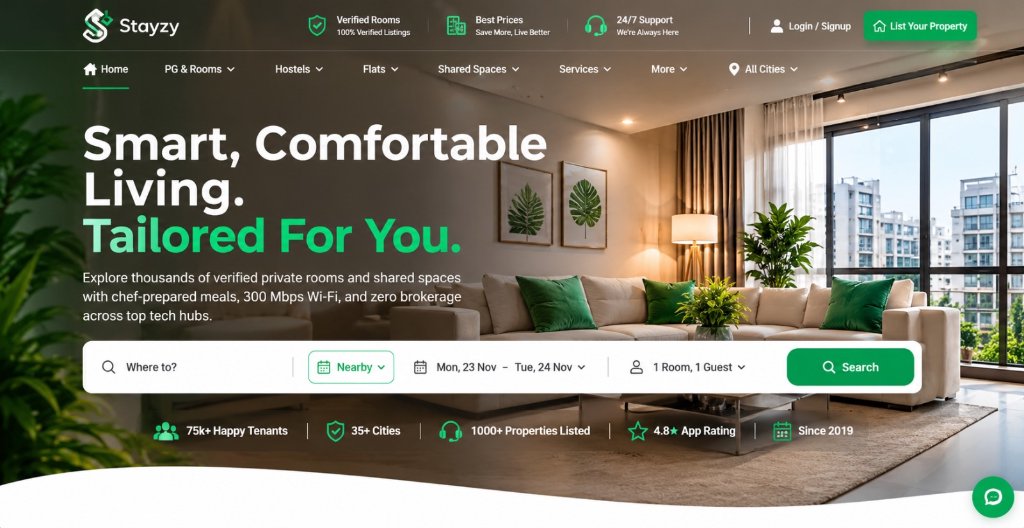 Stayzy
Verified Rooms
100% Verified Listings
Best Prices
Save More, Live Better
24/7 Support
We're Always Here
Login / Signup
List Your Property
Home
PG & Rooms
Hostels
Flats
Shared Spaces
Services
More
All Cities
Smart, Comfortable
Living.
Tailored For You.
Explore thousands of verified private rooms and shared spaces
with chef-prepared meals, 300 Mbps Wi-Fi, and zero brokerage
across top tech hubs.
Where to?
Nearby
Mon, 23 Nov – Tue, 24 Nov
1 Room, 1 Guest
Search
75k+ Happy Tenants
35+ Cities
1000+ Properties Listed
4.8★ App Rating
Since 2019